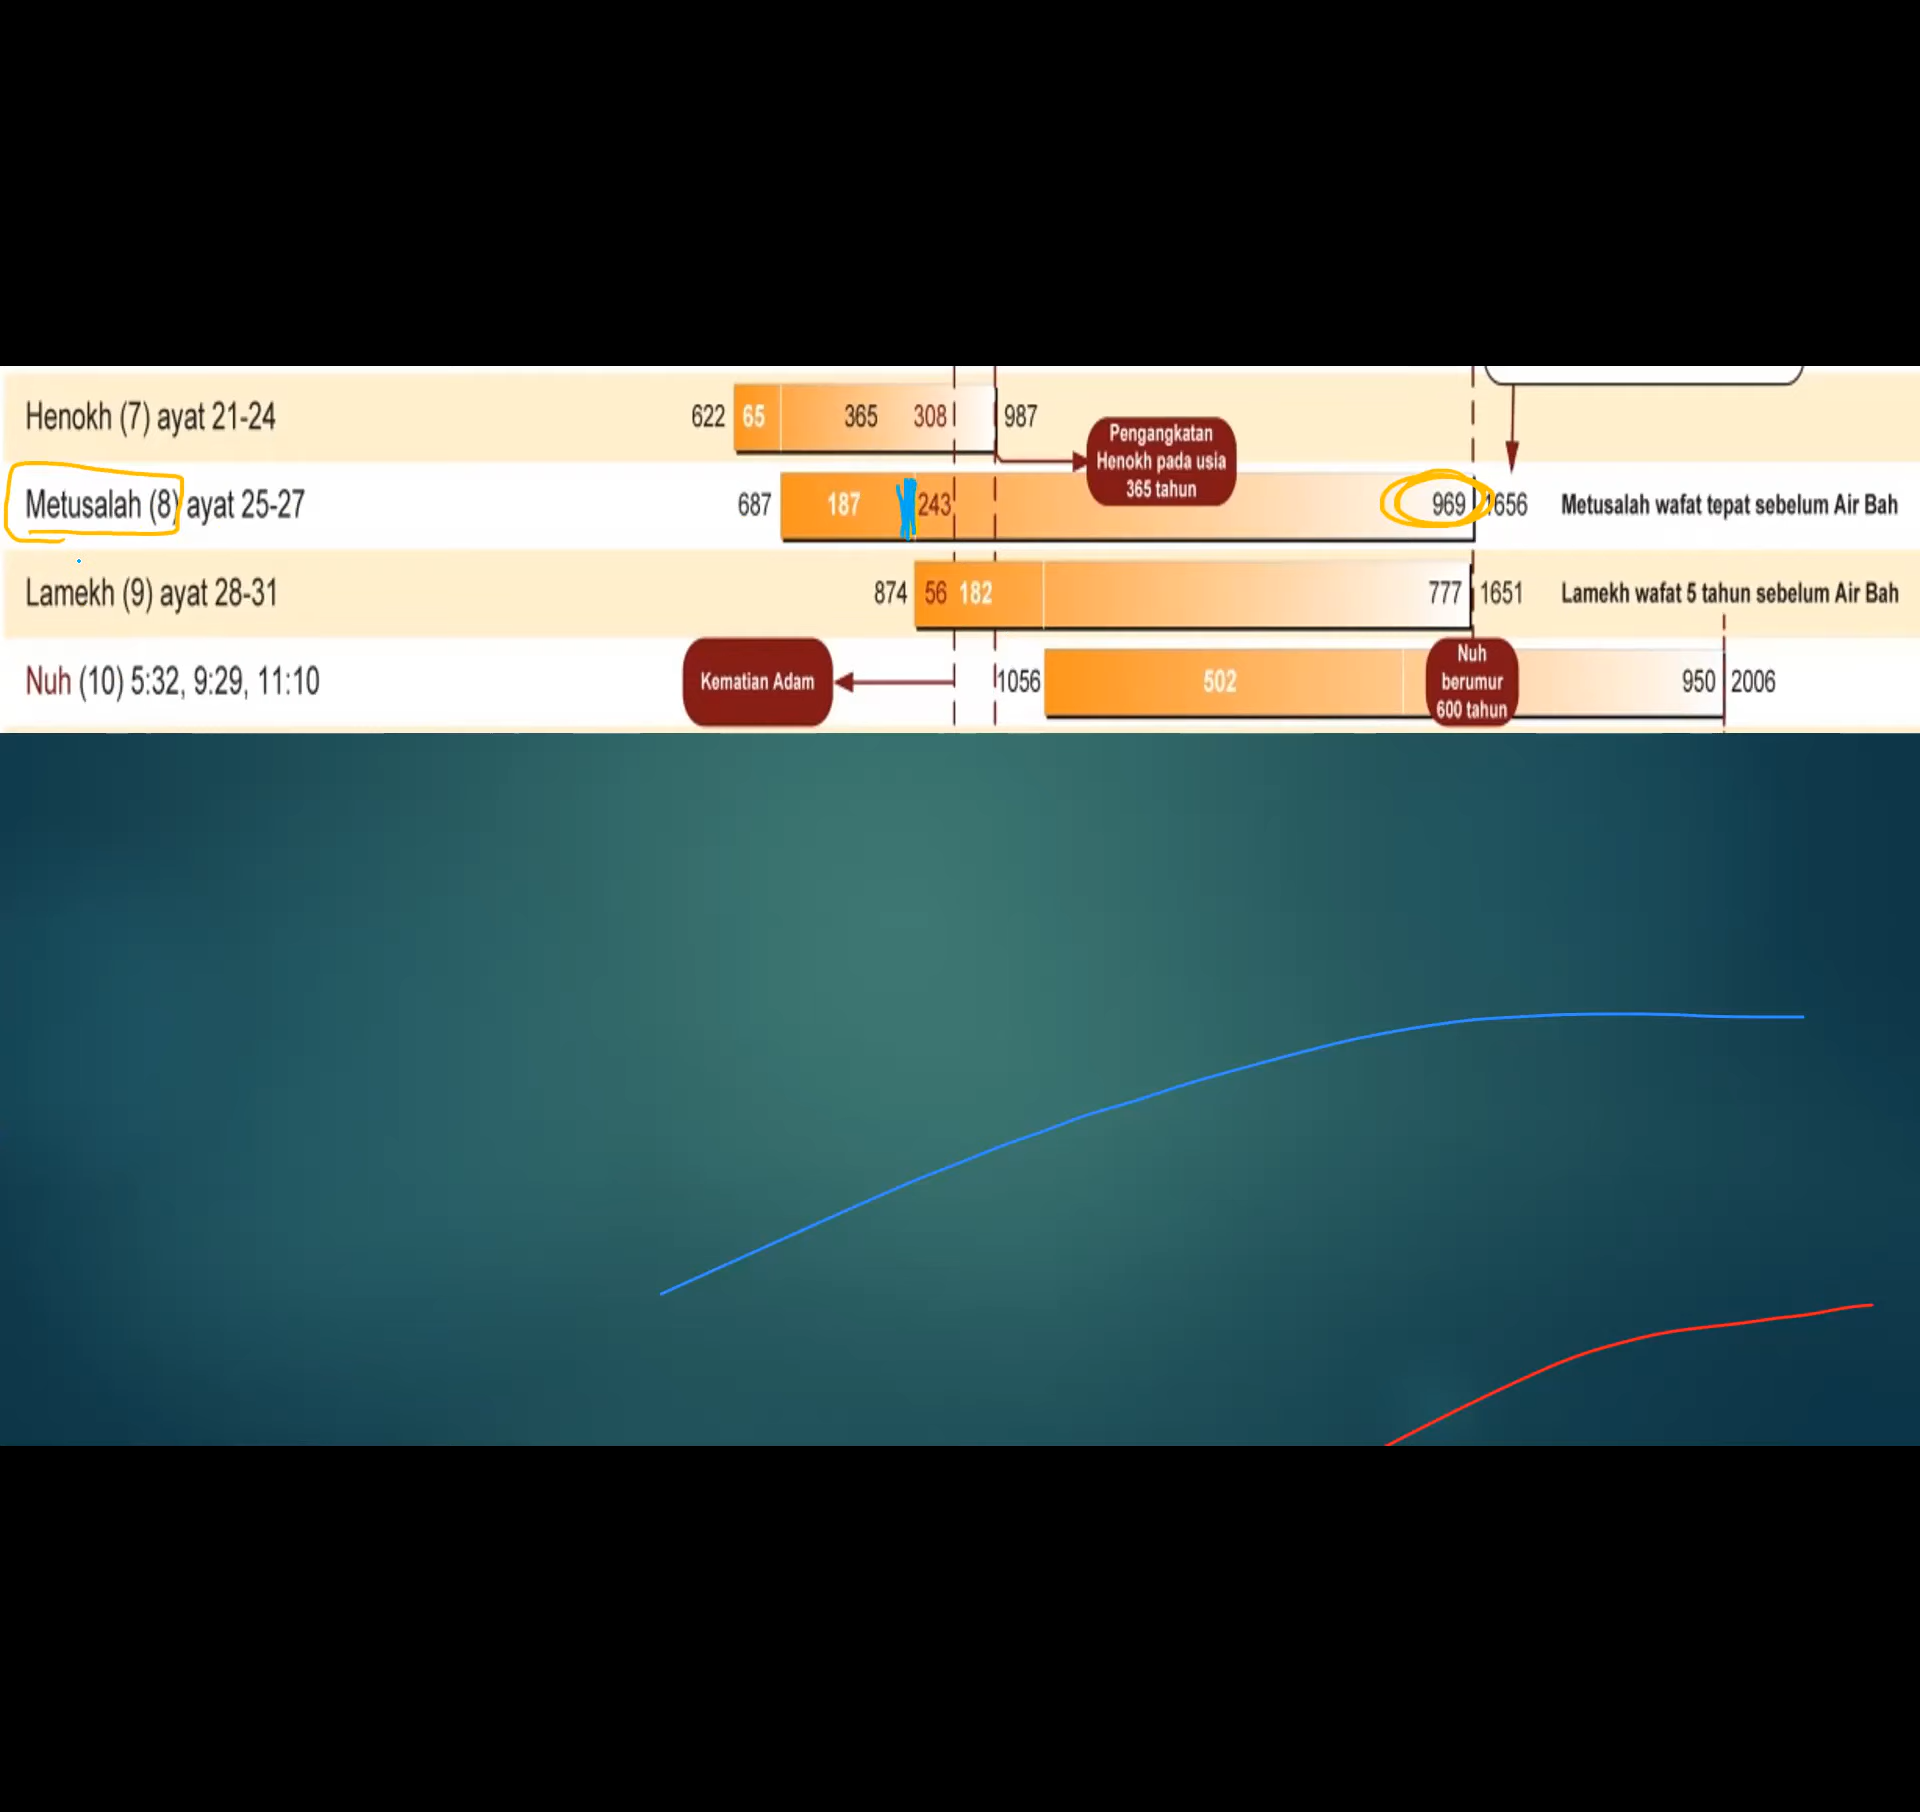 Henokh (7) ayat 21-24 622 65 365 308 987
Pengangkatan
Henokh pada usia
365 tahun
Metusalah (8) ayat 25-27 687 187 243 969 1656 Metusalah wafat tepat sebelum Air Bah
Lamekh (9) ayat 28-31 874 56 182 777 1651 Lamekh wafat 5 tahun sebelum Air Bah
Nuh (10) 5:32, 9:29, 11:10 Kematian Adam 1056 502 950 2006
Nuh
berumur
600 tahun